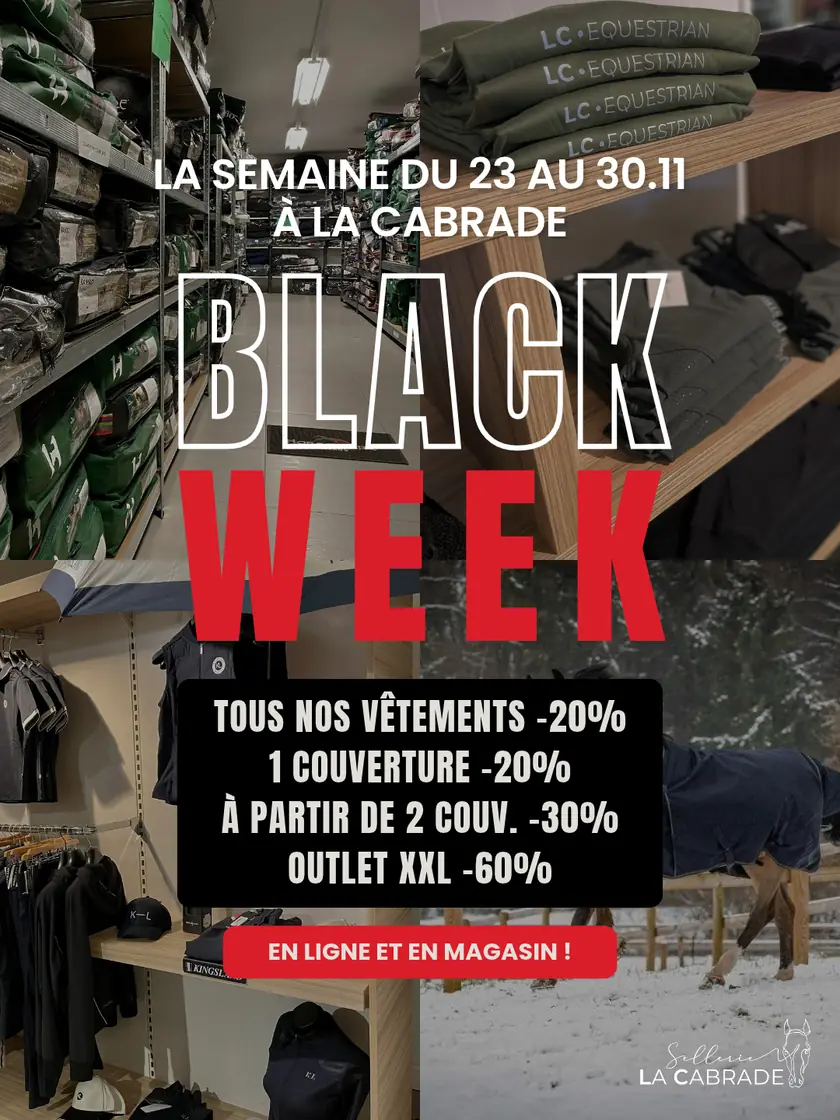 LC • EQUESTRIAN
LC • EQUESTRIAN
LC • EQUESTRIAN
LC • EQUESTRIAN
LA SEMAINE DU 23 AU 30.11
À LA CABRADE
BLACK
WEEK
TOUS NOS VÊTEMENTS -20%
1 COUVERTURE -20%
À PARTIR DE 2 COUV. -30%
OUTLET XXL -60%
EN LIGNE ET EN MAGASIN !
K—L
Sellerie
LA CABRADE